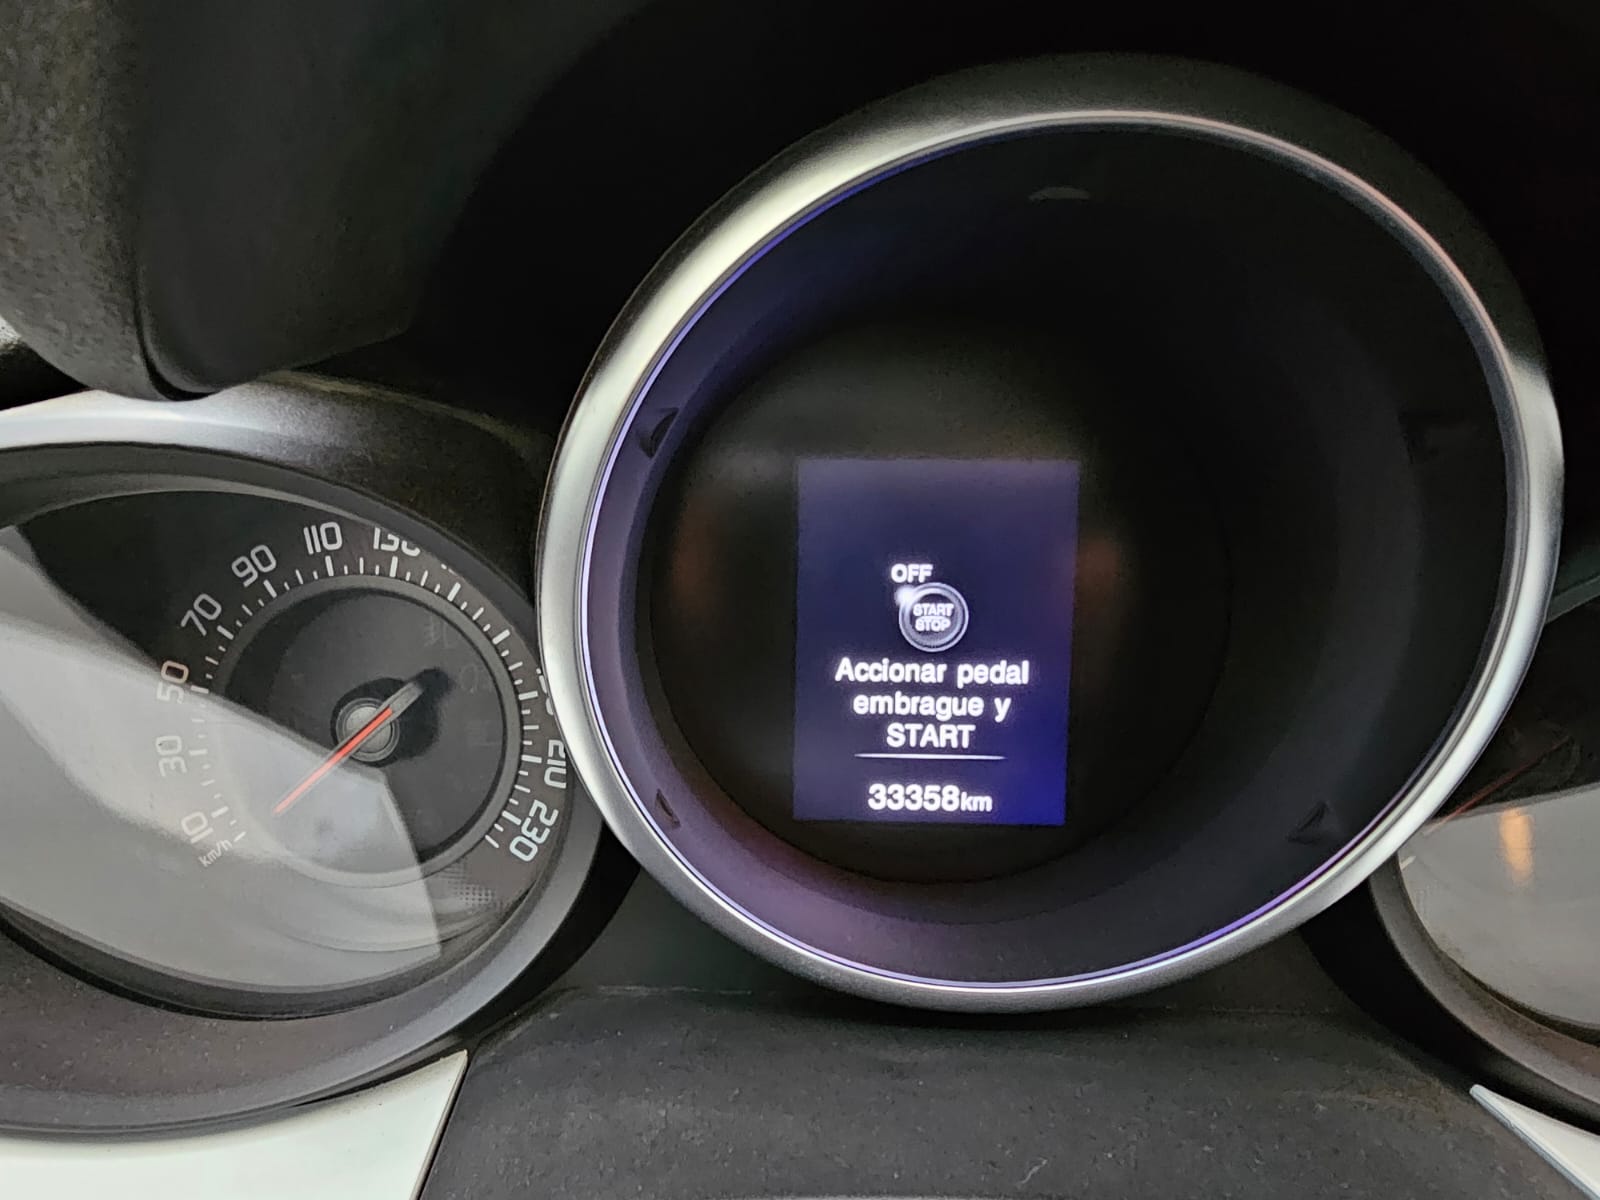 10
30
50
70
90
110
130
210
230
km/h
OFF
START
STOP
Accionar pedal
embrague y
START
33358km